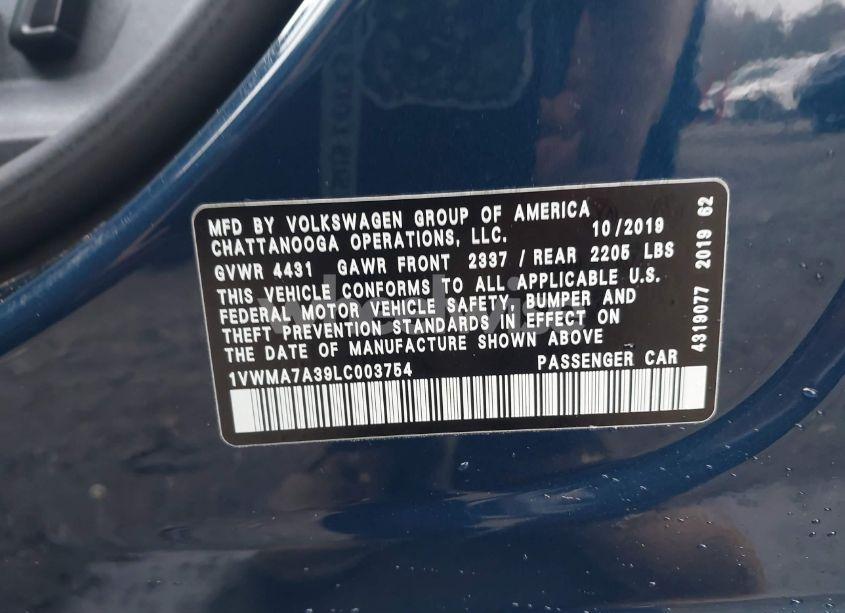 MFD BY VOLKSWAGEN GROUP OF AMERICA
CHATTANOOGA OPERATIONS, LLC. 10/2019
GVWR 4431 GAWR FRONT 2337 / REAR 2205 LBS
THIS VEHICLE CONFORMS TO ALL APPLICABLE U.S.
FEDERAL MOTOR VEHICLE SAFETY, BUMPER AND
THEFT PREVENTION STANDARDS IN EFFECT ON
THE DATE OF MANUFACTURE SHOWN ABOVE
1VWMA7A39LC003754 PASSENGER CAR
4319077 2019 62